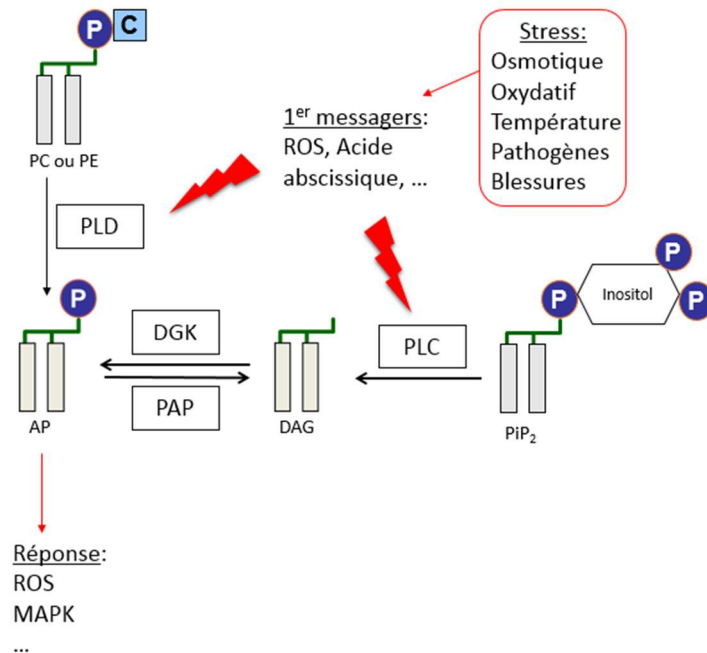 P
C
PC ou PE
PLD
1er messagers:
ROS, Acide
abscissique, ...
Stress:
Osmotique
Oxydatif
Température
Pathogènes
Blessures
P
AP
DGK
PAP
DAG
PLC
P
Inositol
P
P
PiP2
Réponse:
ROS
MAPK
...